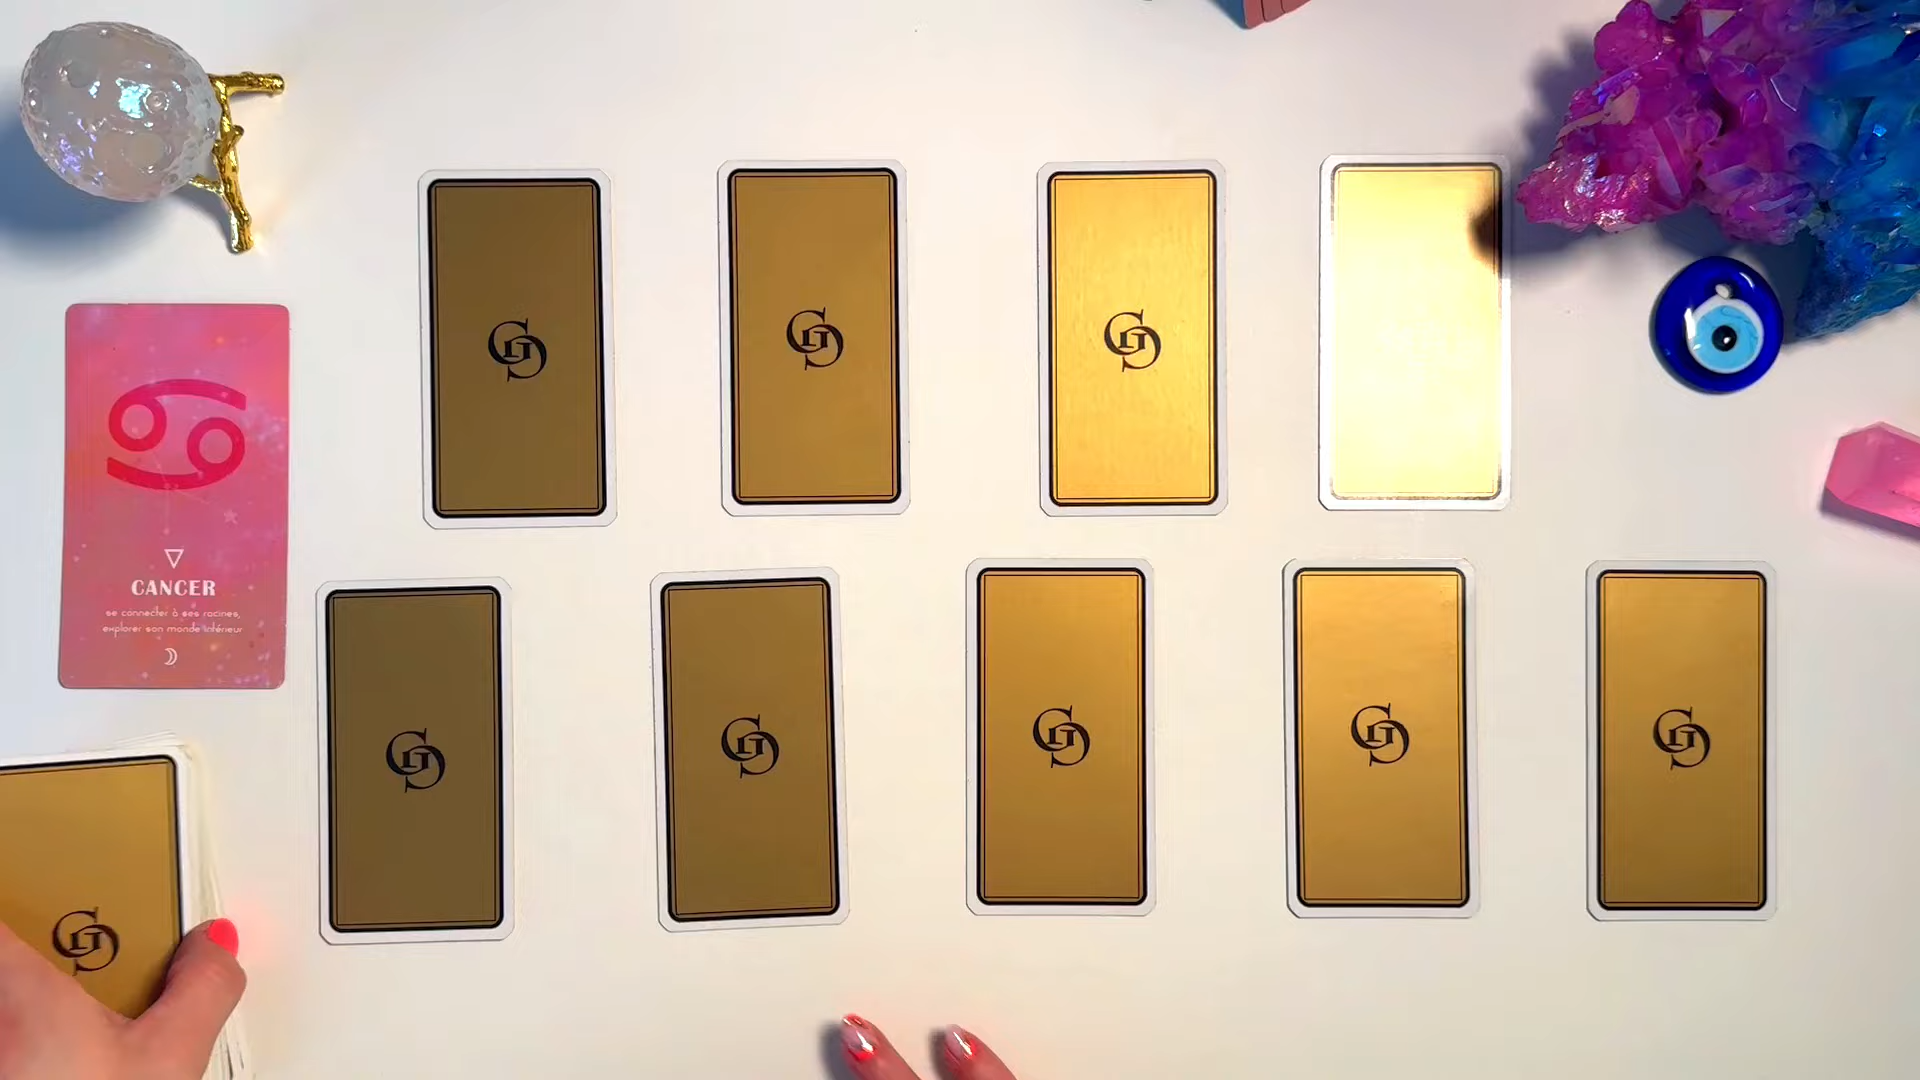 CANCER
se connecter à ses racines,
explorer son monde intérieur